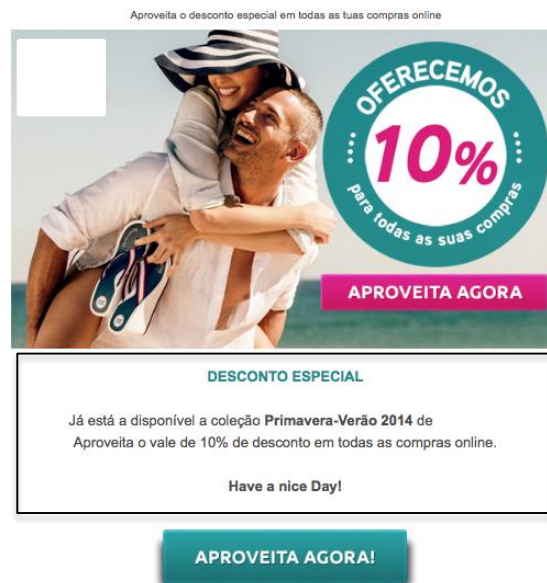 Aproveita o desconto especial em todas as tuas compras online
OFERECEMOS
10%
para todas as suas compras
APROVEITA AGORA
DESCONTO ESPECIAL
Já está a disponível a coleção Primavera-Verão 2014 de
Aproveita o vale de 10% de desconto em todas as compras online.
Have a nice Day!
APROVEITA AGORA!